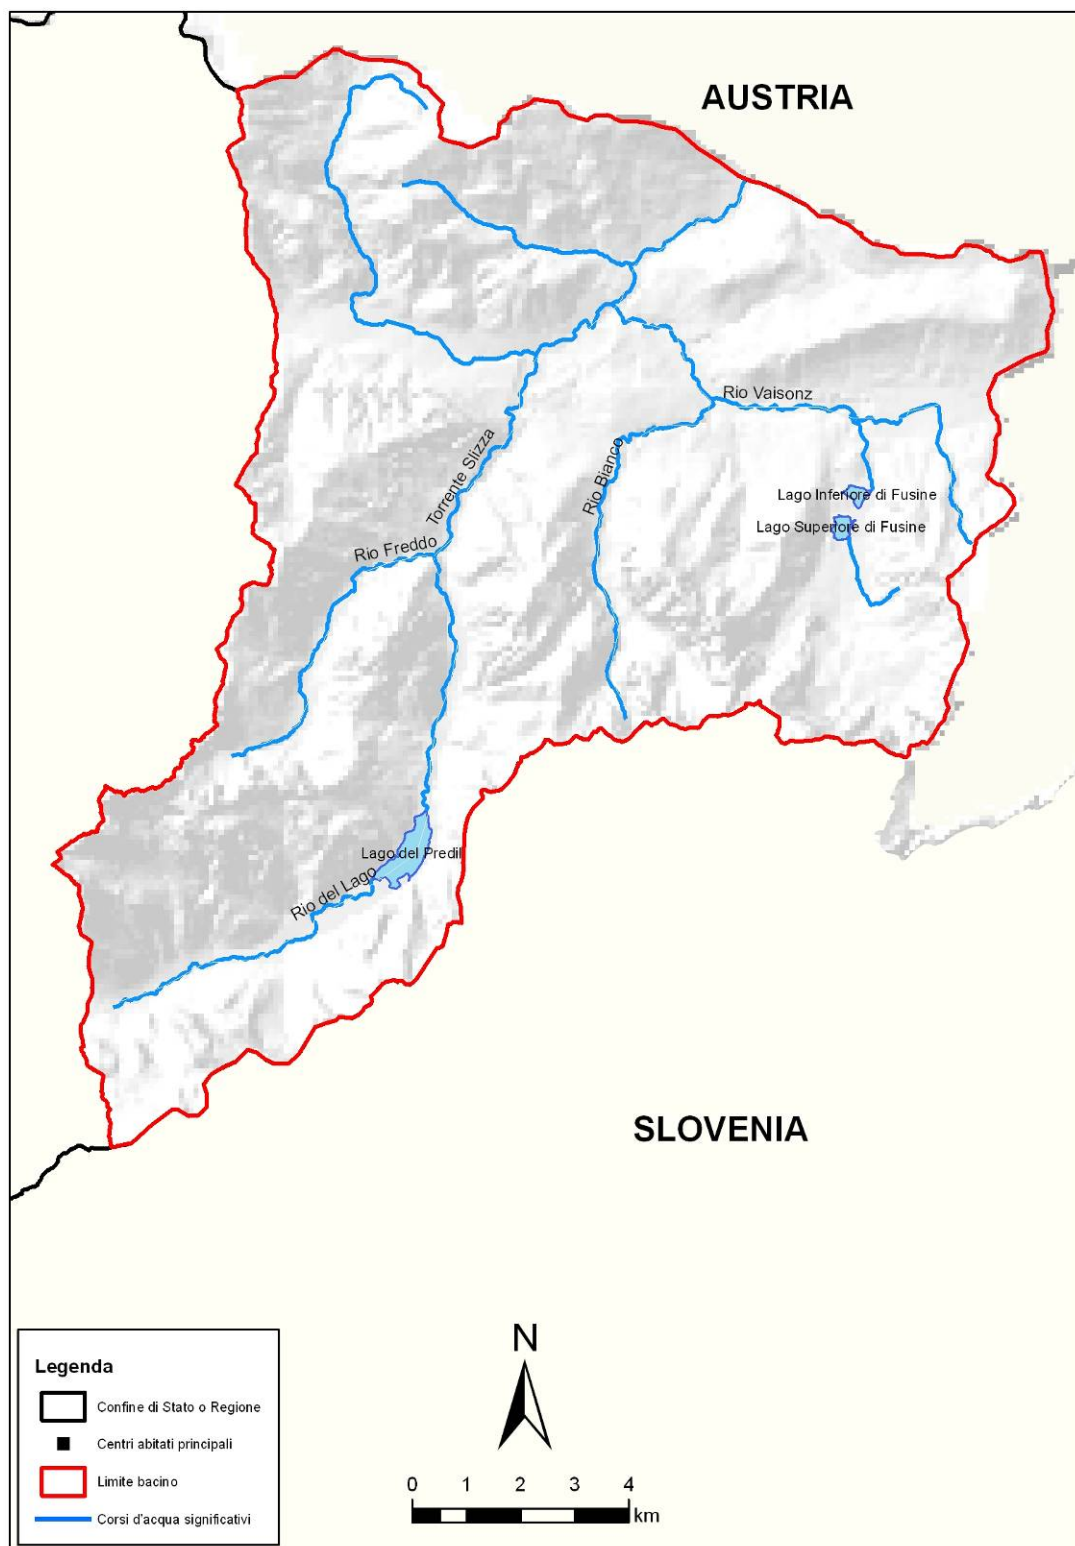 AUSTRIA
Rio Vaisonz
Torrente Slizza
Rio Bianco
Lago Inferiore di Fusine
Lago Superiore di Fusine
Rio Freddo
Lago del Predil
Rio del Lago
SLOVENIA
N
Legenda
Confine di Stato o Regione
Centri abitati principali
Limite bacino
Corsi d'acqua significativi
0 1 2 3 4
km